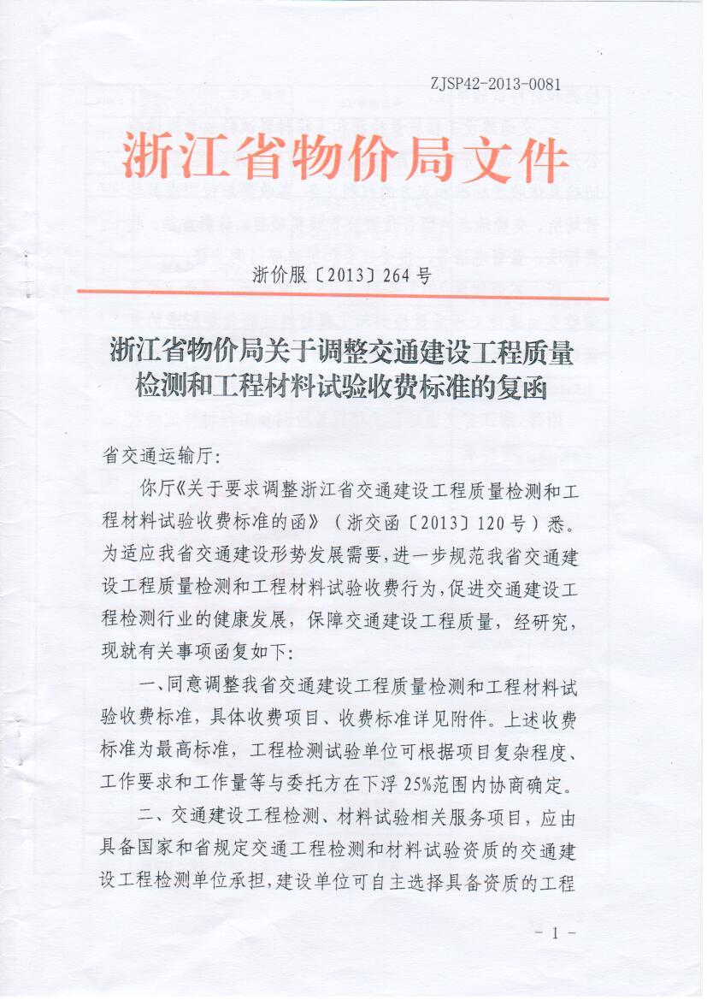 ZJSP42-2013-0081
浙江省物价局文件
浙价服〔2013〕264号
浙江省物价局关于调整交通建设工程质量
检测和工程材料试验收费标准的复函
省交通运输厅：
你厅《关于要求调整浙江省交通建设工程质量检测和工
程材料试验收费标准的函》（浙交函〔2013〕120号）悉。
为适应我省交通建设形势发展需要，进一步规范我省交通建
设工程质量检测和工程材料试验收费行为，促进交通建设工
程检测行业的健康发展，保障交通建设工程质量，经研究，
现就有关事项函复如下：
一、同意调整我省交通建设工程质量检测和工程材料试
验收费标准，具体收费项目、收费标准详见附件。上述收费
标准为最高标准，工程检测试验单位可根据项目复杂程度、
工作要求和工作量等与委托方在下浮25%范围内协商确定。
二、交通建设工程检测、材料试验相关服务项目，应由
具备国家和省规定交通工程检测和材料试验资质的交通建
设工程检测单位承担，建设单位可自主选择具备资质的工程
- 1 -